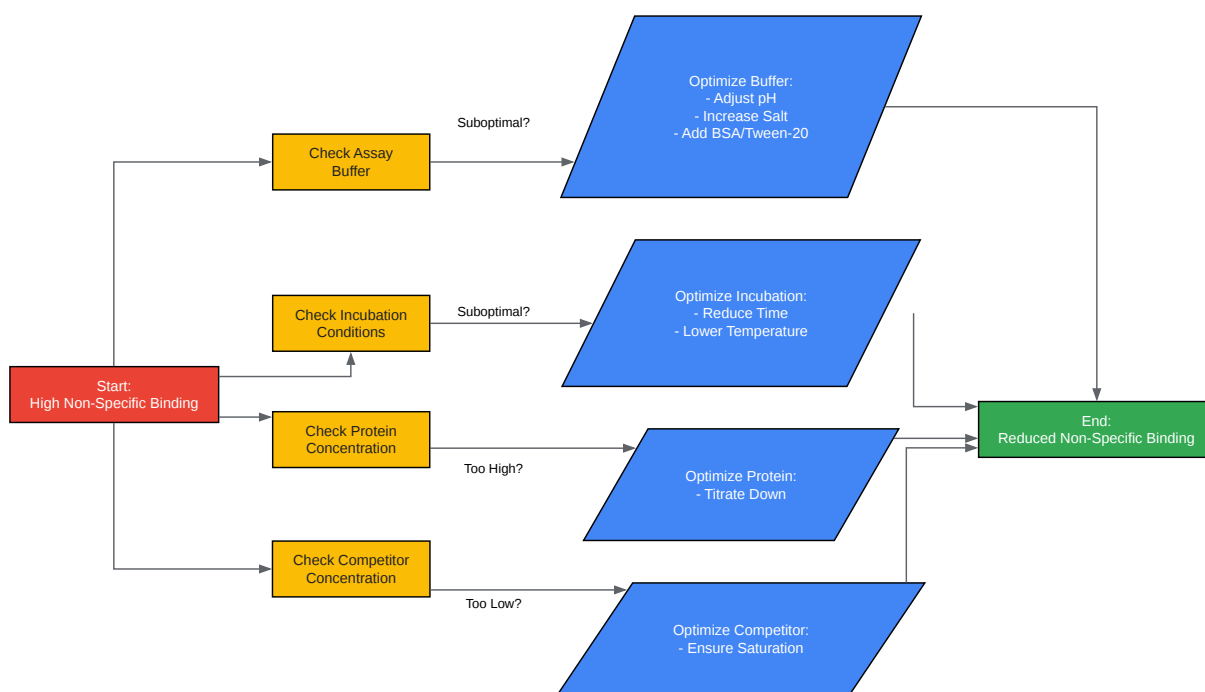 Optimize Buffer:
- Adjust pH
- Increase Salt
- Add BSA/Tween-20
Suboptimal?
Check Assay
Buffer
Optimize Incubation:
- Reduce Time
- Lower Temperature
Suboptimal?
Check Incubation
Conditions
Start:
High Non-Specific Binding
Check Protein
Concentration
Too High?
Optimize Protein:
- Titrate Down
End:
Reduced Non-Specific Binding
Check Competitor
Concentration
Too Low?
Optimize Competitor:
- Ensure Saturation